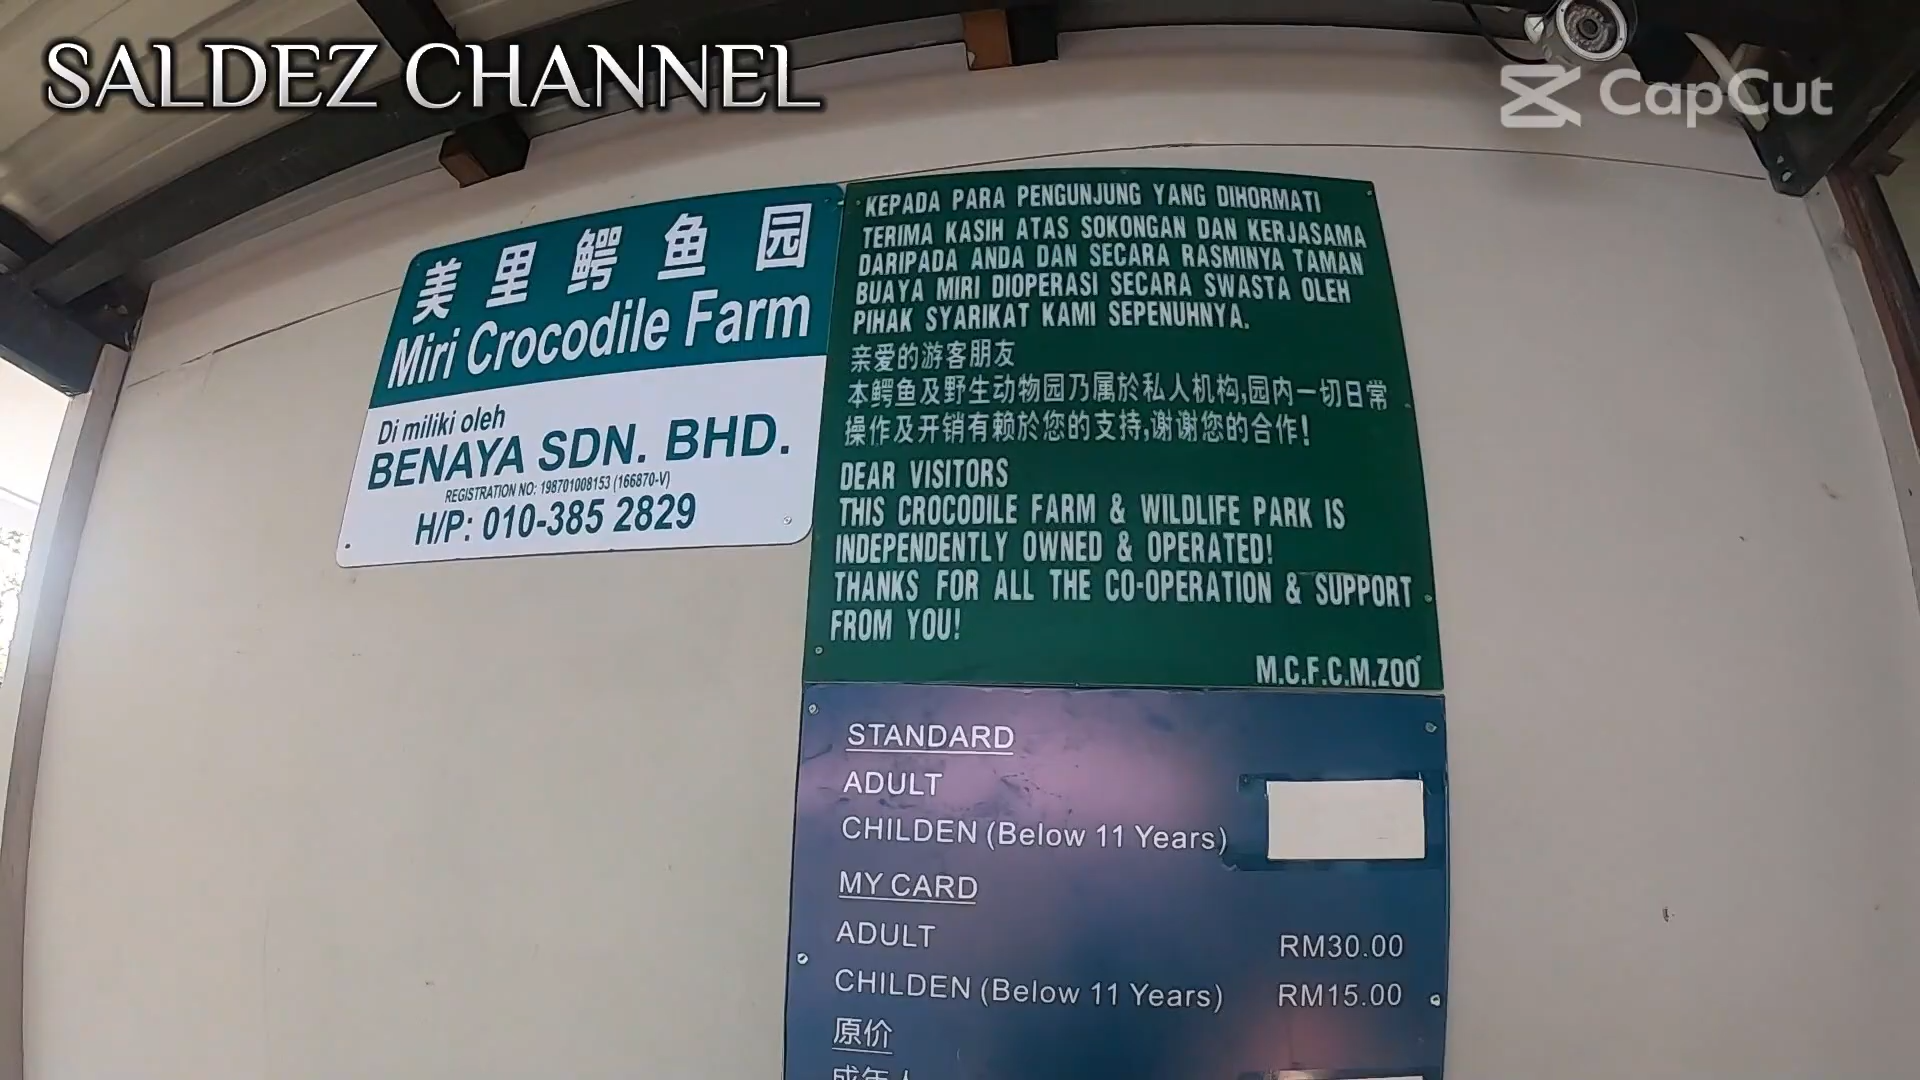 SALDEZ CHANNEL
CapCut
美里鳄鱼园
Miri Crocodile Farm
Di miliki oleh
BENAYA SDN. BHD.
REGISTRATION NO: 198701008153 (166870-V)
H/P: 010-385 2829
KEPADA PARA PENGUNJUNG YANG DIHORMATI
TERIMA KASIH ATAS SOKONGAN DAN KERJASAMA
DARIPADA ANDA DAN SECARA RASMINYA TAMAN
BUAYA MIRI DIOPERASI SECARA SWASTA OLEH
PIHAK SYARIKAT KAMI SEPENUHNYA.
亲爱的游客朋友
本鳄鱼及野生动物园乃属於私人机构,园内一切日常
操作及开销有赖於您的支持,谢谢您的合作!
DEAR VISITORS
THIS CROCODILE FARM & WILDLIFE PARK IS
INDEPENDENTLY OWNED & OPERATED!
THANKS FOR ALL THE CO-OPERATION & SUPPORT
FROM YOU!
M.C.F.C.M.ZOO
STANDARD
ADULT
CHILDEN (Below 11 Years)
MY CARD
ADULT RM30.00
CHILDEN (Below 11 Years) RM15.00
原价
成年人